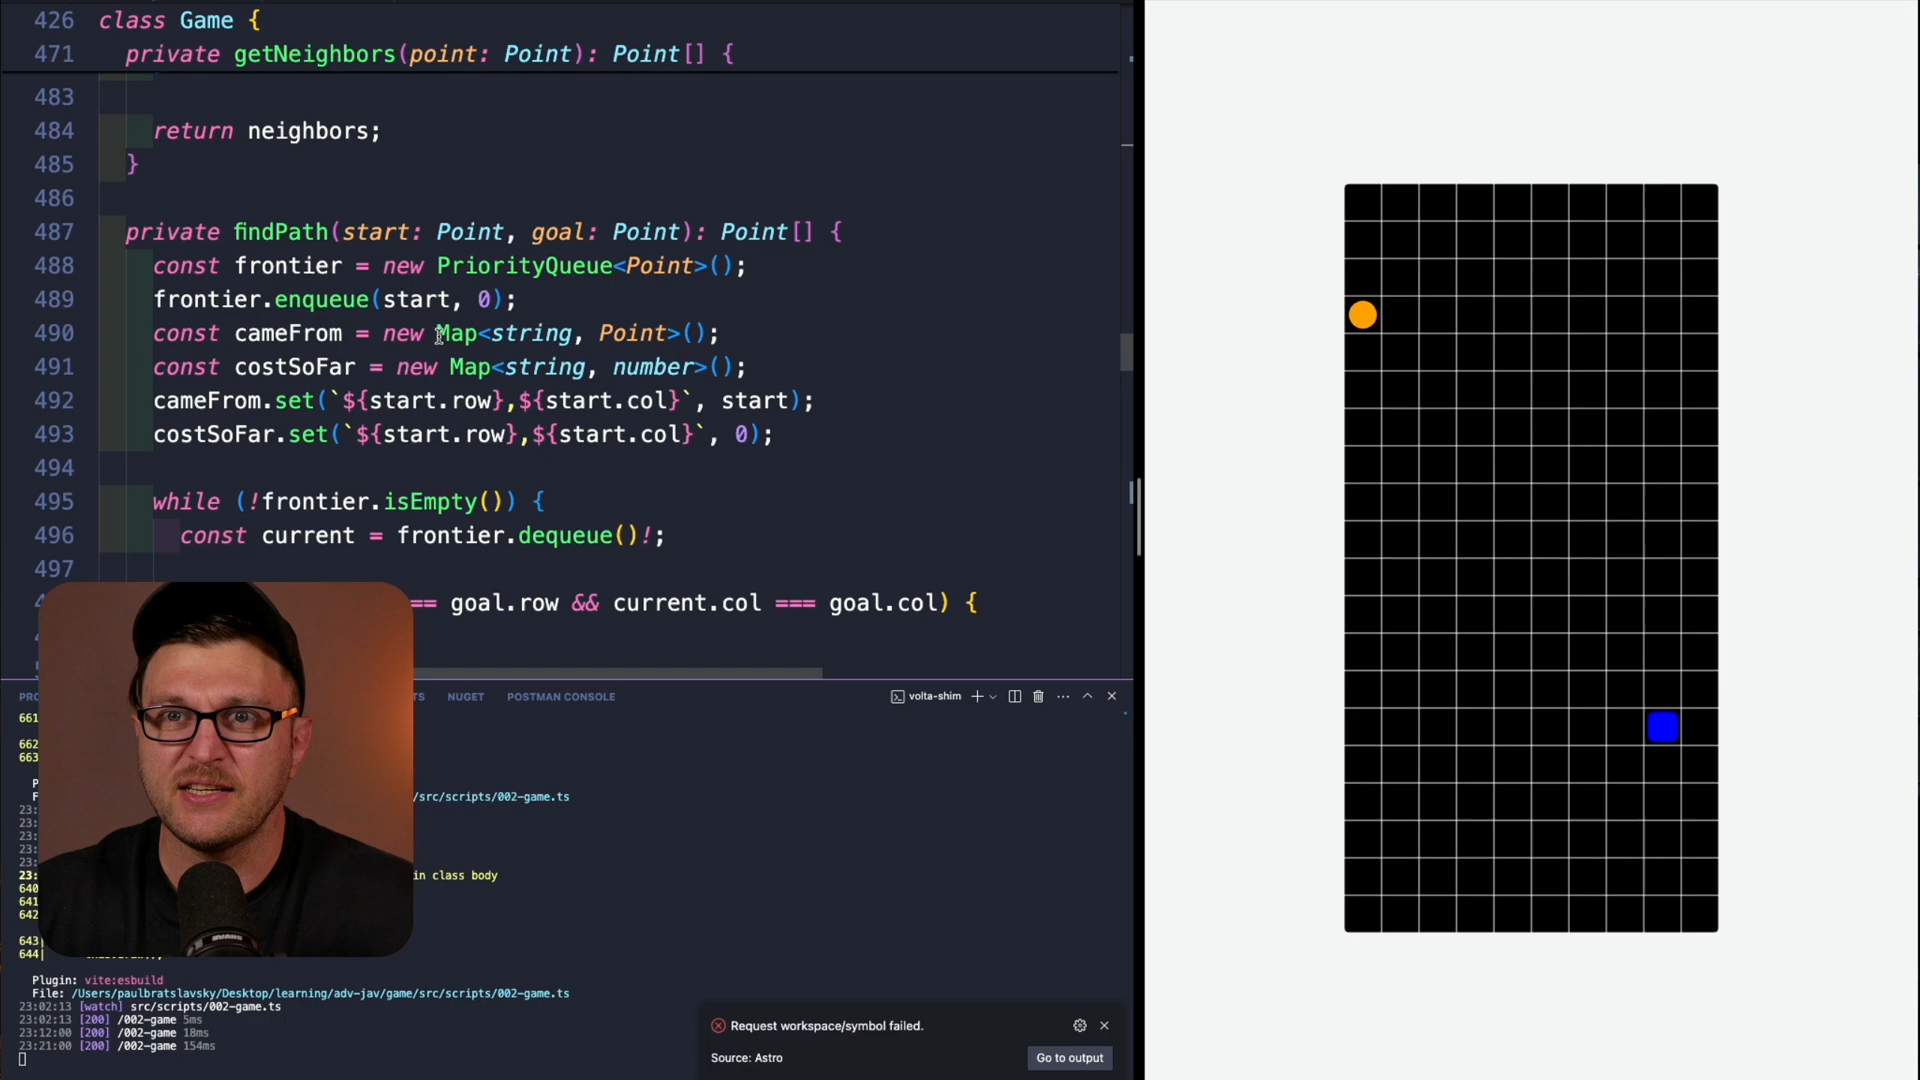 426 class Game {
471 private getNeighbors(point: Point): Point[] {
483
484 return neighbors;
485 }
486
487 private findPath(start: Point, goal: Point): Point[] {
488 const frontier = new PriorityQueue<Point>();
489 frontier.enqueue(start, 0);
490 const cameFrom = new Map<string, Point>();
491 const costSoFar = new Map<string, number>();
492 cameFrom.set(`${start.row},${start.col}`, start);
493 costSoFar.set(`${start.row},${start.col}`, 0);
494
495 while (!frontier.isEmpty()) {
496 const current = frontier.dequeue()!;
497
== goal.row && current.col === goal.col) {
NUGET POSTMAN CONSOLE volta-shim
661
662
663
/src/scripts/002-game.ts
23:
in class body
640
641
642
643
644|
Plugin: vite:esbuild
File: /Users/paulbratslavsky/Desktop/learning/adv-jav/game/src/scripts/002-game.ts
23:02:13 [watch] src/scripts/002-game.ts
23:02:13 [200] /002-game 5ms
23:12:00 [200] /002-game 18ms
23:21:00 [200] /002-game 154ms
Request workspace/symbol failed.
Source: Astro
Go to output